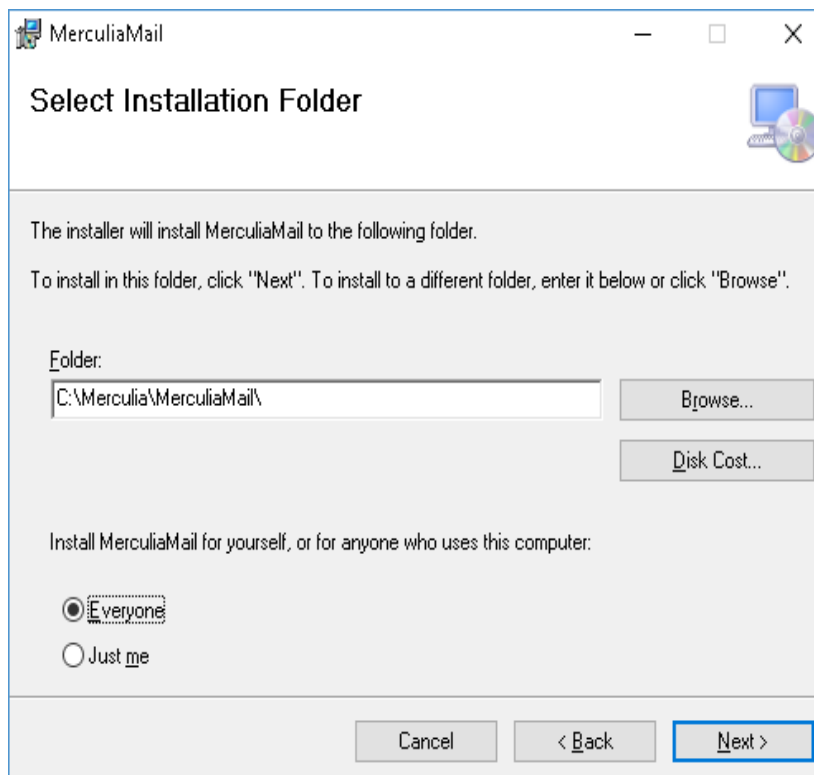 MerculiaMail
Select Installation Folder
The installer will install MerculiaMail to the following folder.
To install in this folder, click "Next". To install to a different folder, enter it below or click "Browse".
Folder:
C:\Merculia\MerculiaMail\
Browse...
Disk Cost...
Install MerculiaMail for yourself, or for anyone who uses this computer:
Everyone
Just me
Cancel
< Back
Next >